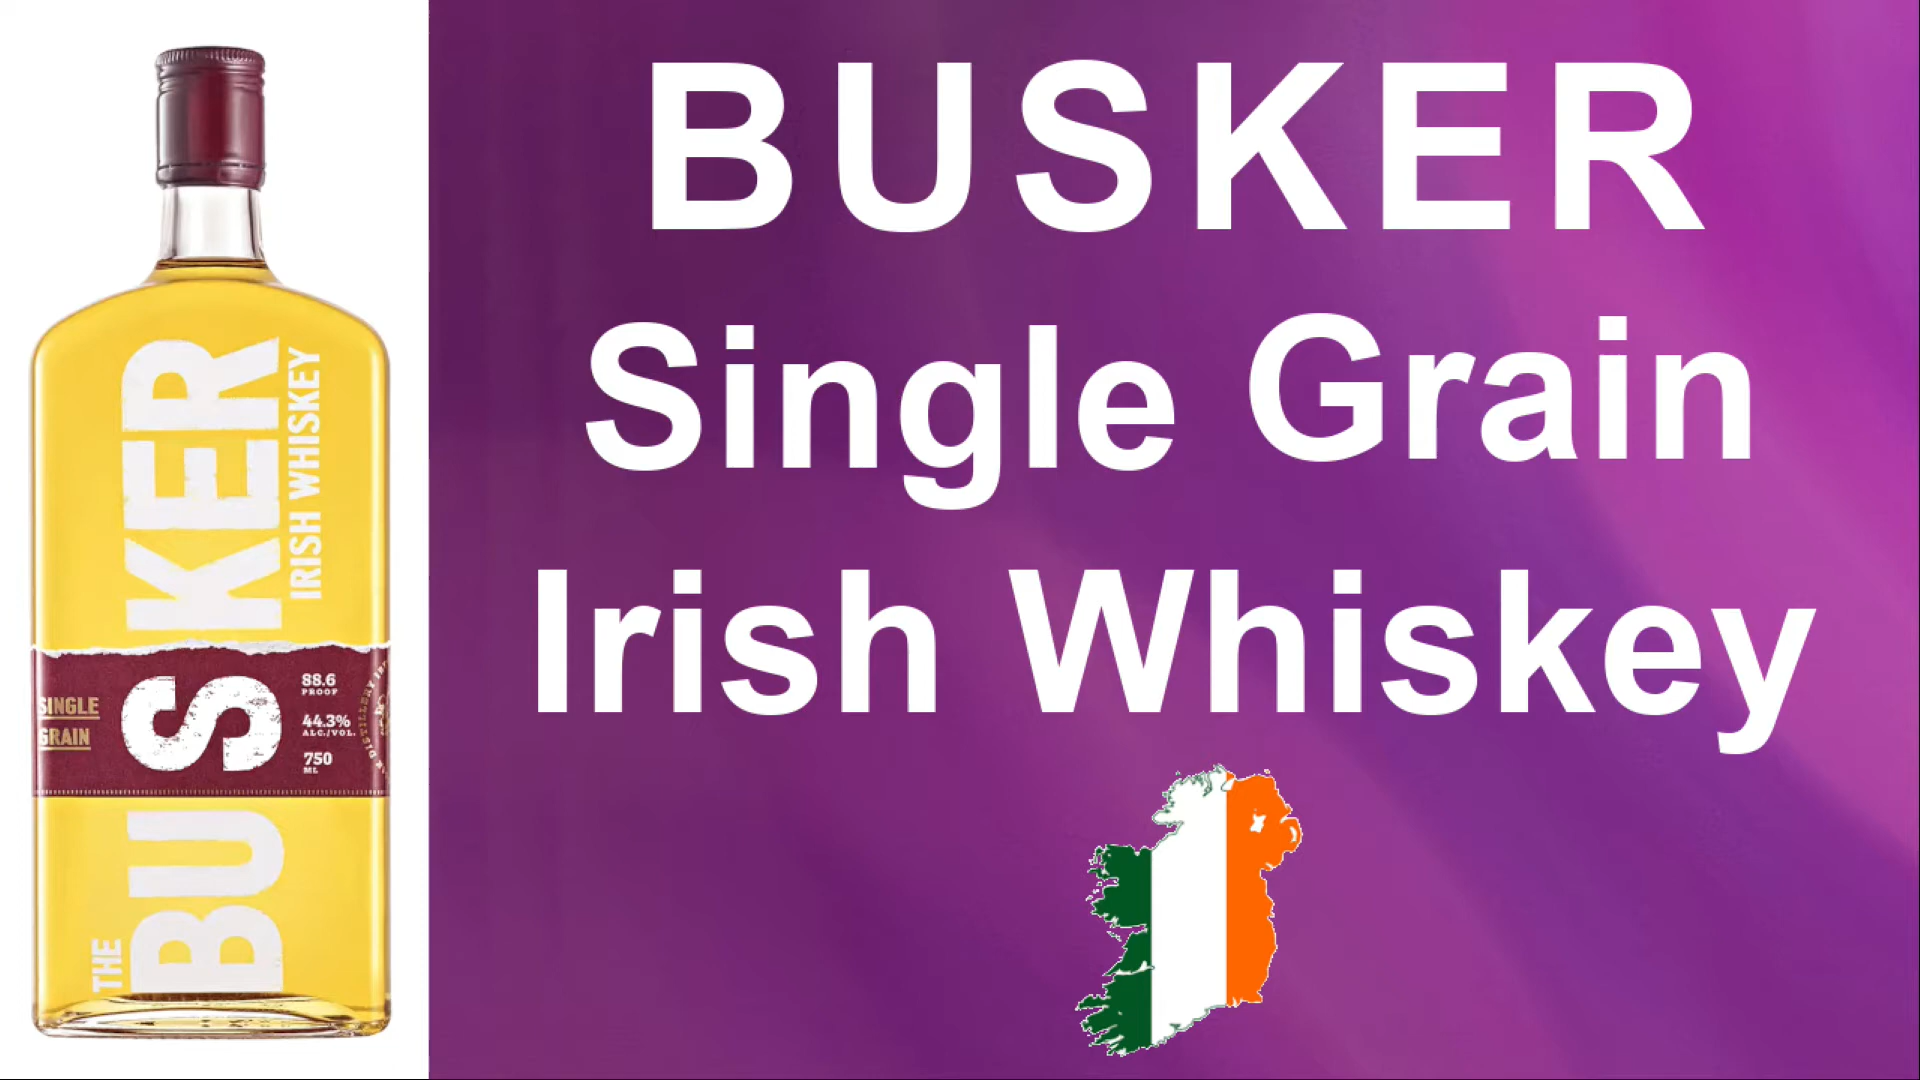 BUSKER
Single Grain
Irish Whiskey
THE
BUSKER
IRISH WHISKEY
SINGLE
GRAIN
88.6
PROOF
44.3%
ALC./VOL.
750
ML